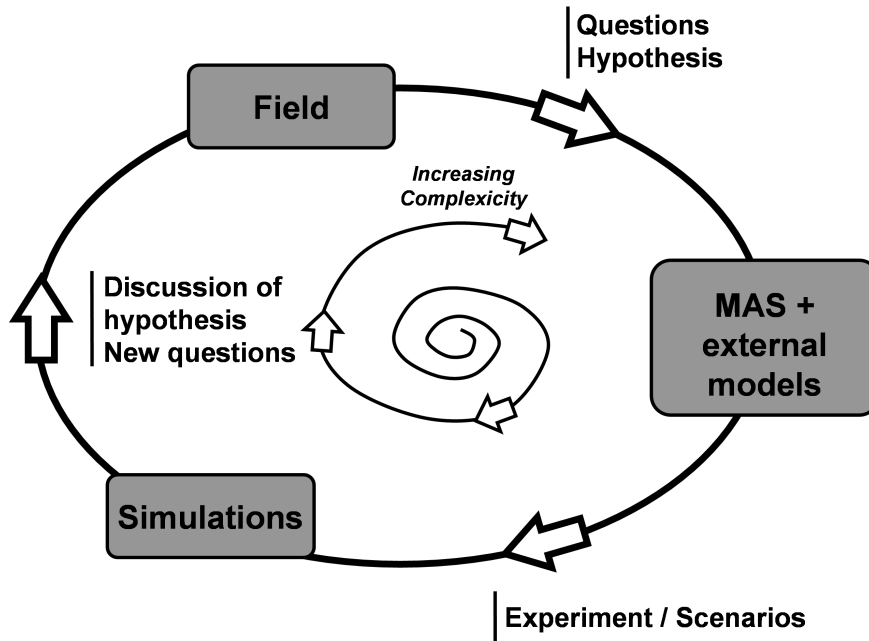 Questions
Hypothesis
Field
Increasing
Complexicity
MAS +
external
models
Discussion of
hypothesis
New questions
Simulations
Experiment / Scenarios